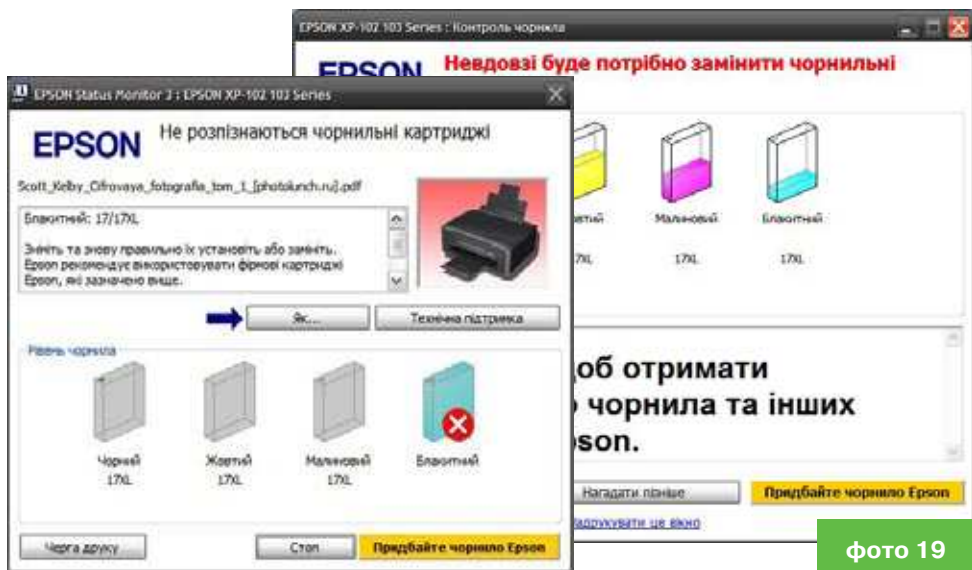 EPSON XP-102 103 Series : Контроль чорнила
EPSON
Невдовзі буде потрібно замінити чорнильні
Малиновий
Блакитний
17XL
17XL
об отримати
чорнила та інших
son.
Нагадати пізніше
Придбайте чорнило Epson
це вікно
EPSON Status Monitor 3 : EPSON XP-102 103 Series
EPSON
Не розпізнаються чорнильні картриджі
Scott_Kelby_Cifrovaya_fotografia_tom_1_[photolunch.ru].pdf
Блакитний: 17/17XL
Зніміть та знову правильно їх установіть або замініть.
Epson рекомендує використовувати фірмові картриджі
Epson, які зазначено вище.
Як...
Технічна підтримка
Рівень чорнила
Чорний
Жовтий
Малиновий
Блакитний
17XL
17XL
17XL
Черга друку
Стоп
Придбайте чорнило Epson
фото 19